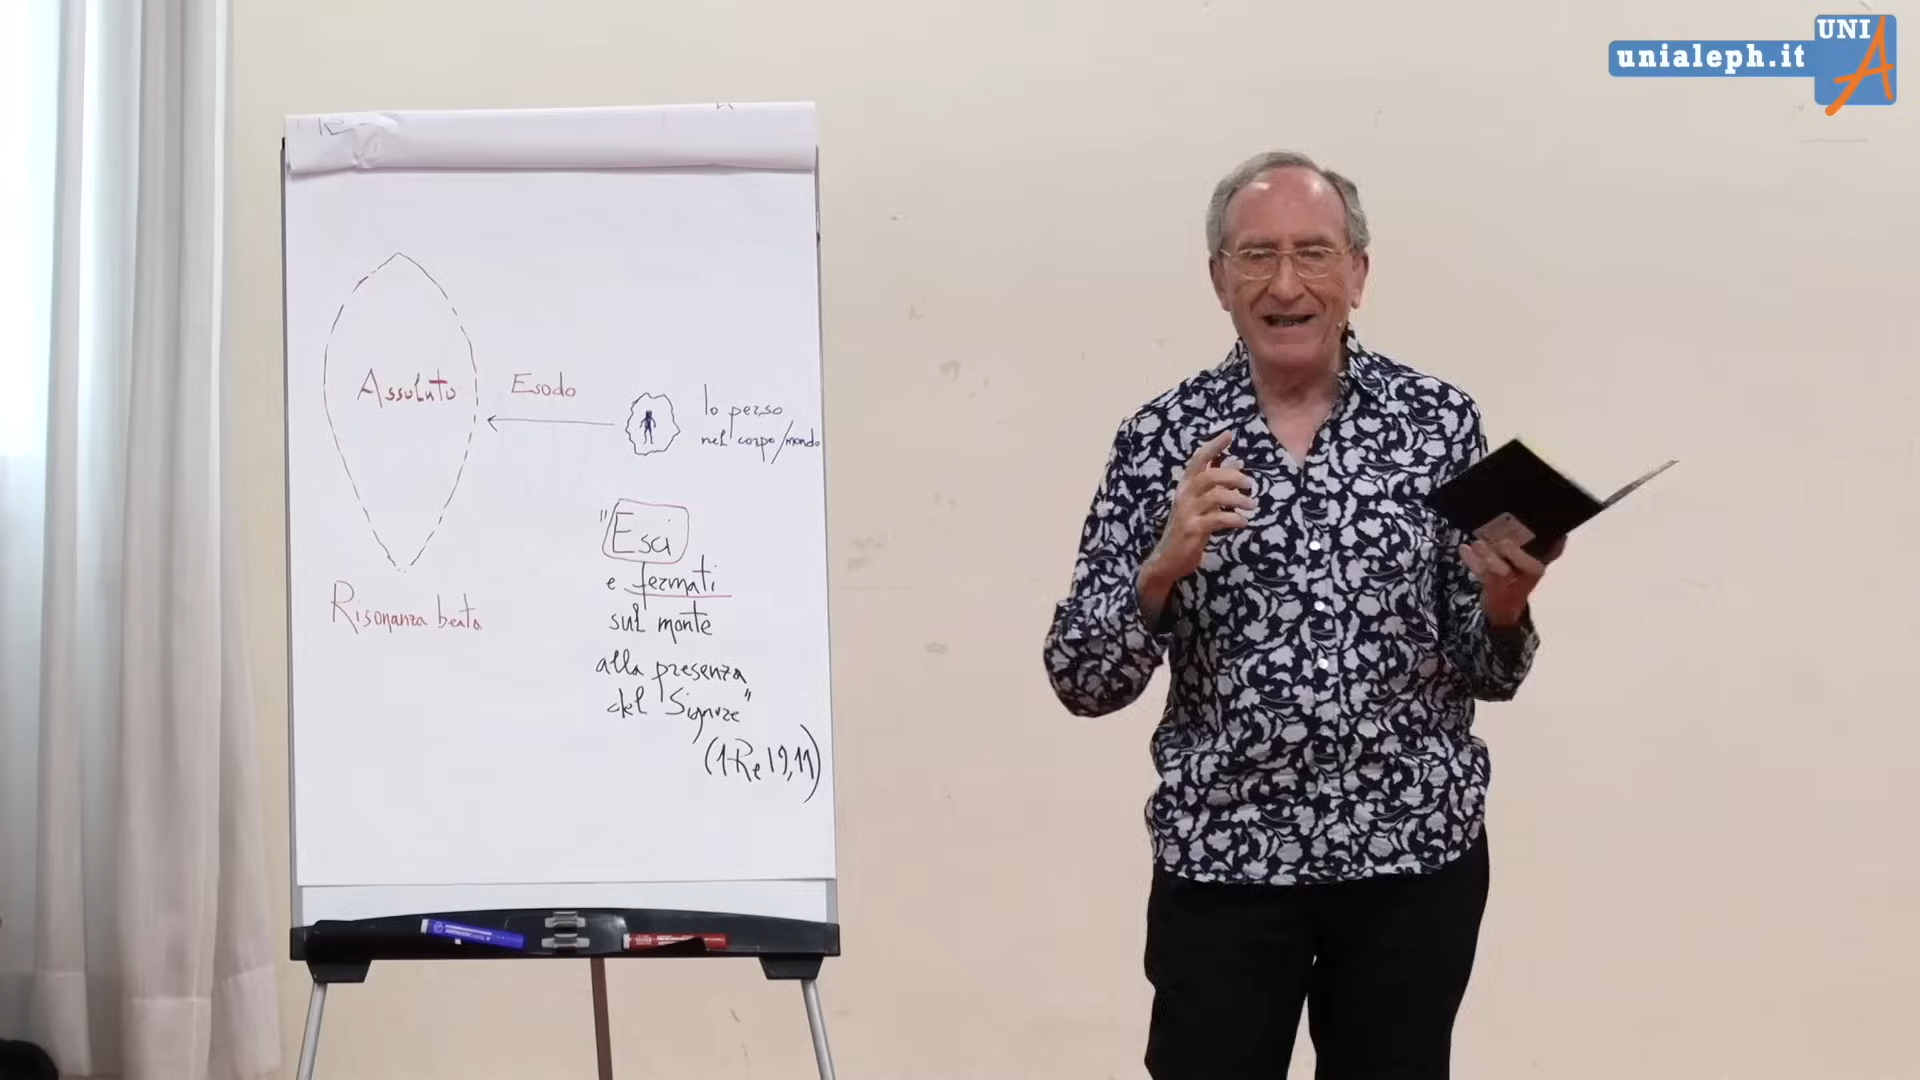 UNI
unialeph.it
A
Assoluto
Esodo
Io perso
nel corpo/mondo
"Esci
e fermati
sul monte
alla presenza
del Signore"
(1Re 19,11)
Risonanza beata